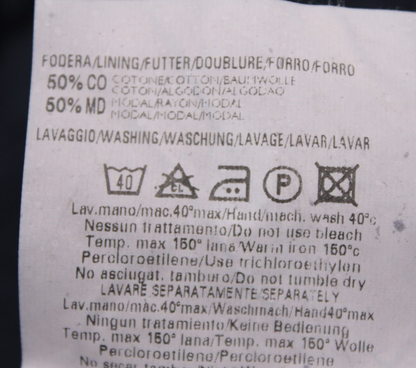 FODERA/LINING/FUTTER/DOUBLURE/FORRO/FORRO
50% CO COTONE/COTTON/BAUMWOLLE
COTON/ALGODON/ALGODAO
50% MD MODAL/RAYON/MODAL
MODAL/MODAL/MODAL
LAVAGGIO/WASHING/WASCHUNG/LAVAGE/LAVAR/LAVAR
40 CL P
Lav.mano/mac.40°max/Hand/mach. wash 40°c
Nessun trattamento/Do not use bleach
Temp. max 150° lana/Warm iron 150°c
Percloroetilene/Use trichloroethylen
No asciugat. tamburo/Do not tumble dry
LAVARE SEPARATAMENTE SEPARATELY
Lav.mano/mac.40°max/Waschmach/Hand40°max
Ningun tratamiento/Keine Bedienung
Temp. max 150° lana/Temp. max 150° Wolle
Percloroetilene/Percloroetilene